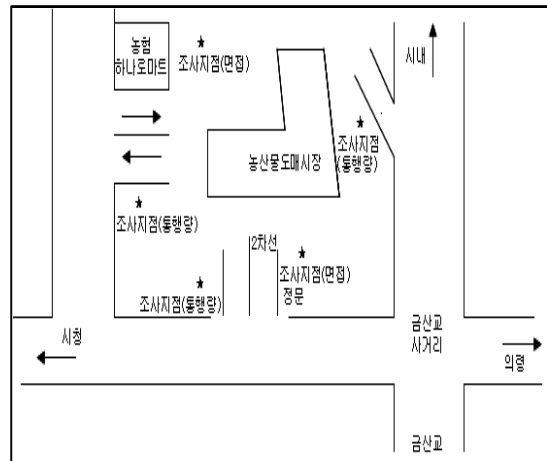 농협
하나로마트
조사지점(면접)
시내
농산물도매시장
조사지점
(통행량)
조사지점(통행량)
2차선
조사지점(면접)
정문
조사지점(통행량)
시청
금산교
사거리
의령
금산교